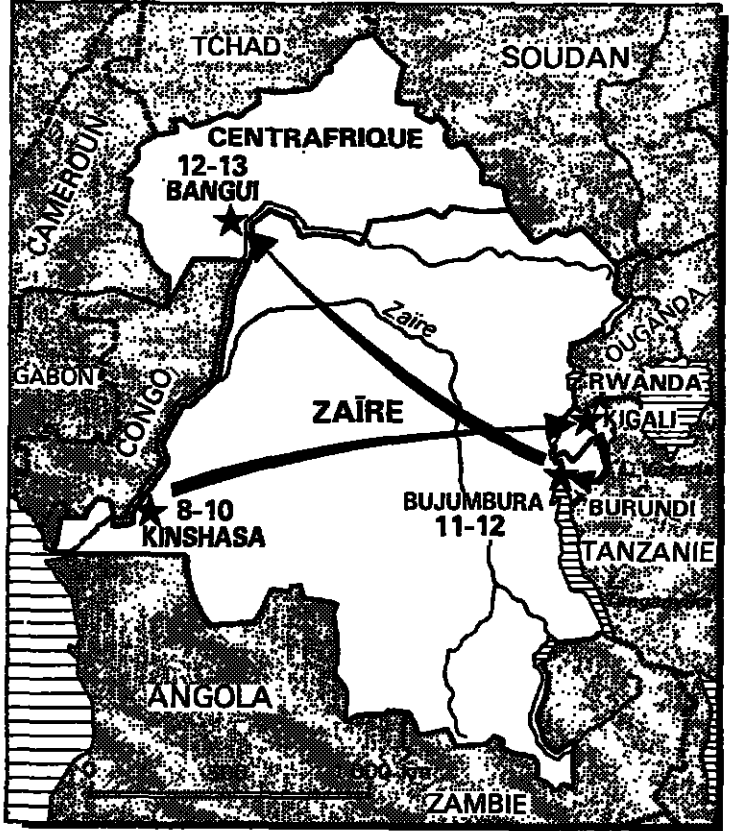 TCHAD
SOUDAN
CENTRAFRIQUE
12-13
BANGUI
CAMEROUN
Zaïre
OUGANDA
GABON
CONGO
RWANDA
ZAÏRE
KIGALI
8-10
KINSHASA
BUJUMBURA
11-12
BURUNDI
TANZANIE
ANGOLA
0
ZAMBIE